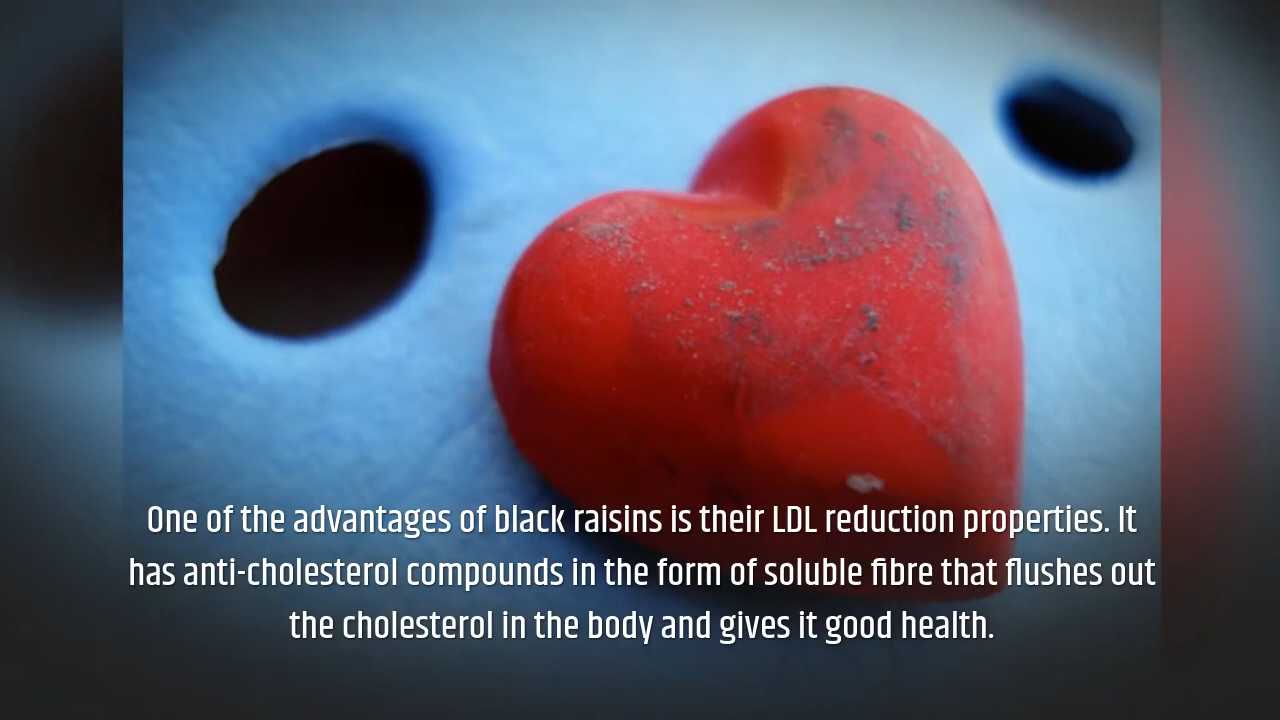 One of the advantages of black raisins is their LDL reduction properties. It
has anti-cholesterol compounds in the form of soluble fibre that flushes out
the cholesterol in the body and gives it good health.